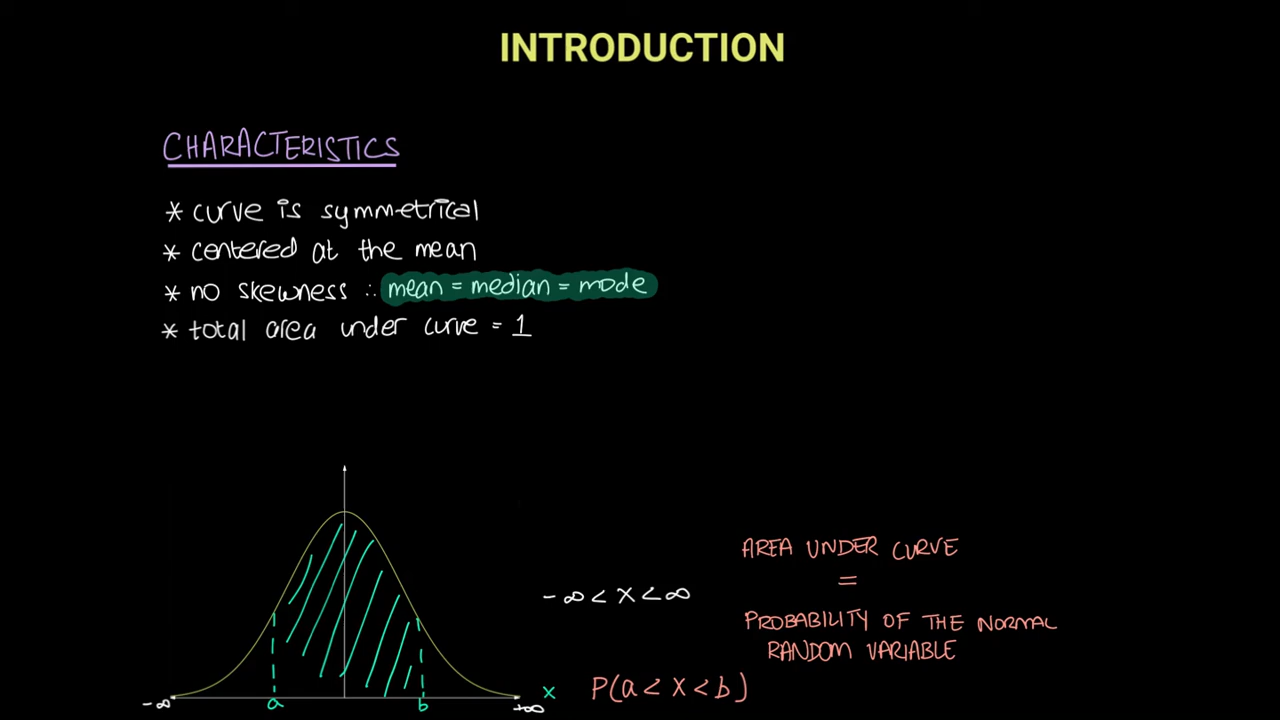 INTRODUCTION
CHARACTERISTICS
* curve is symmetrical
* centered at the mean
* no skewness ∴ mean = median = mode
* total area under curve = 1
AREA UNDER CURVE
=
PROBABILITY OF THE NORMAL
RANDOM VARIABLE
-∞ < x < ∞
P(a < x < b)
-∞ a b +∞ x